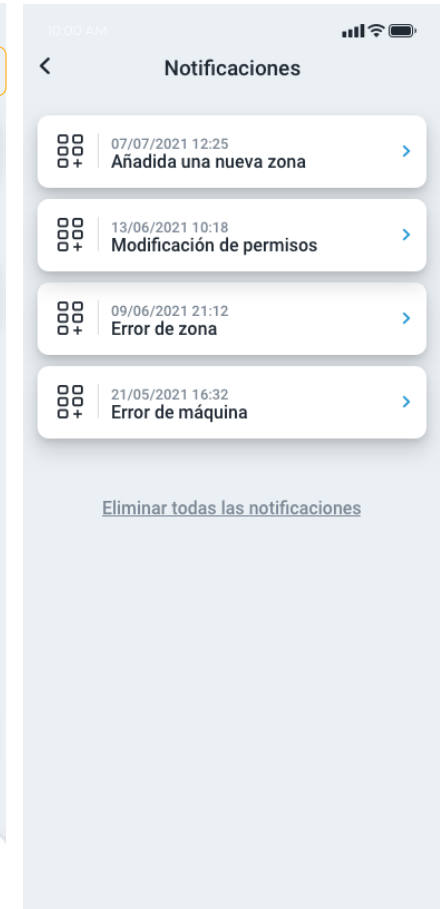 10:00 AM
Notificaciones
07/07/2021 12:25
Añadida una nueva zona
13/06/2021 10:18
Modificación de permisos
09/06/2021 21:12
Error de zona
21/05/2021 16:32
Error de máquina
Eliminar todas las notificaciones